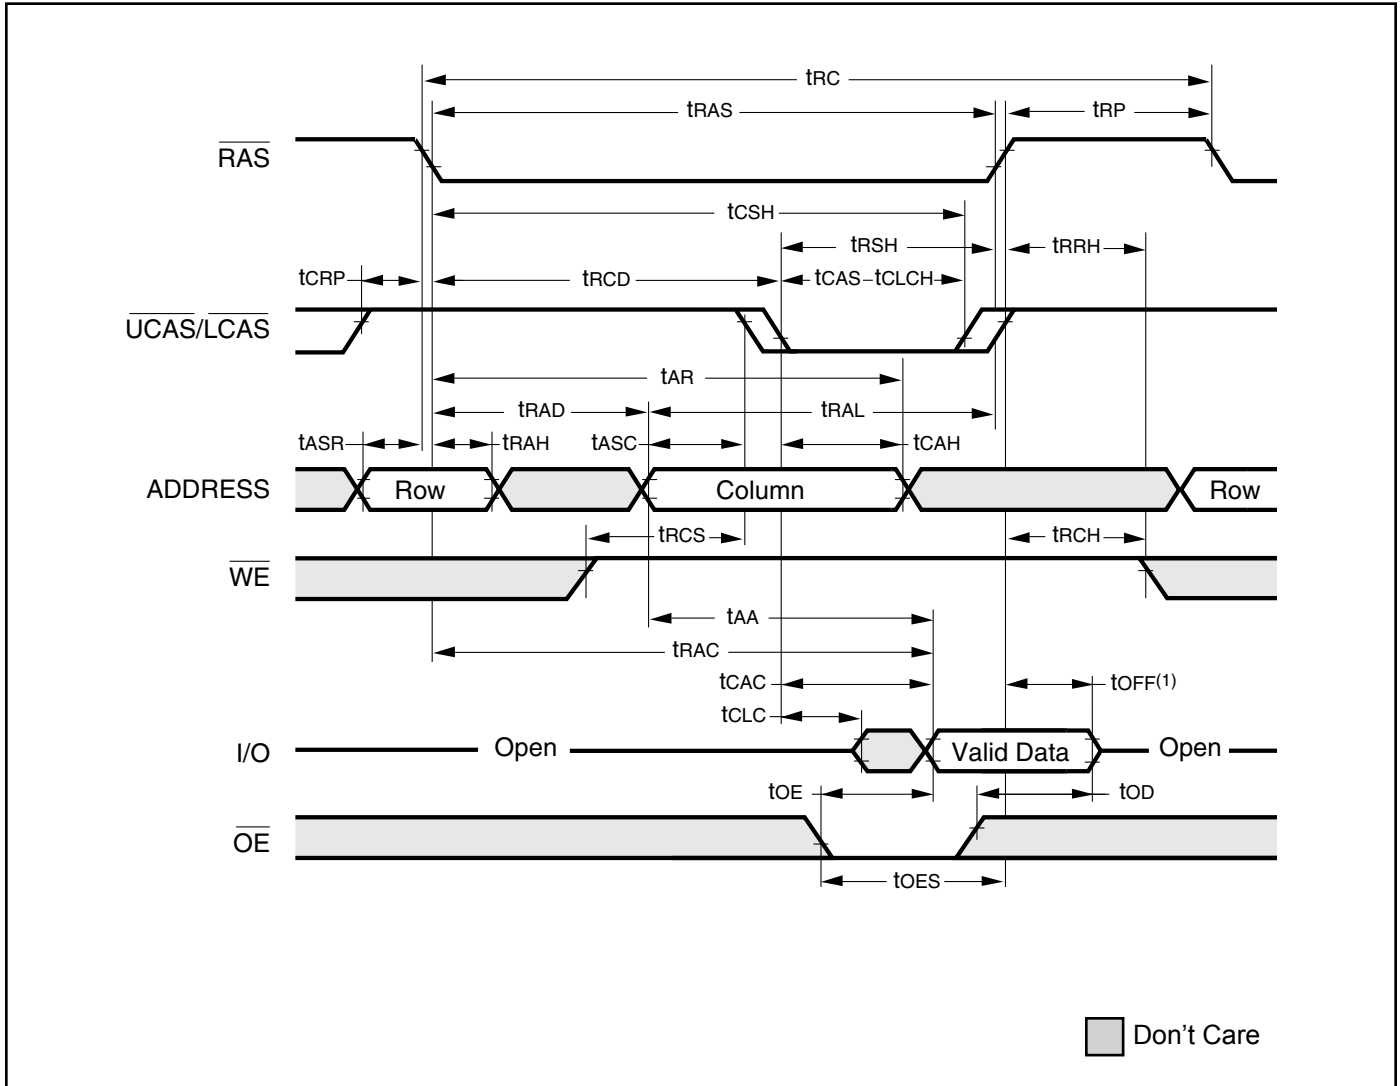 tRC
tRAS
tRP
RAS
tCSH
tRSH
tRRH
tCRP
tRCD
tCAS
tCLCH
UCAS/LCAS
tAR
tRAD
tRAL
tASR
tRAH
tASC
tCAH
ADDRESS
Row
Column
Row
tRCS
tRCH
WE
tAA
tRAC
tCAC
tOFF(1)
tCLC
I/O
Open
Valid Data
Open
tOE
tOD
OE
tOES
Don't Care